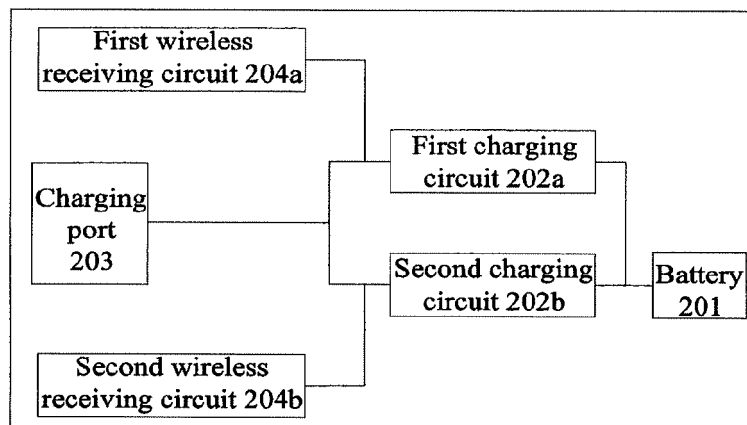 First wireless
receiving circuit 204a
First charging
circuit 202a
Charging
port
203
Second charging
circuit 202b
Battery
201
Second wireless
receiving circuit 204b